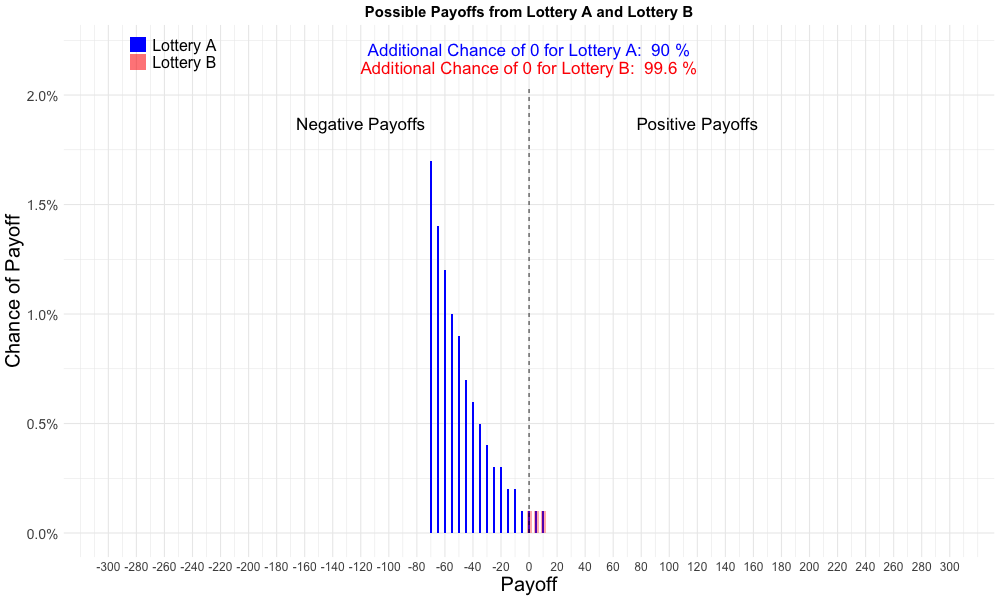 Possible Payoffs from Lottery A and Lottery B
Lottery A
Lottery B
Additional Chance of 0 for Lottery A: 90 %
Additional Chance of 0 for Lottery B: 99.6 %
Negative Payoffs
Positive Payoffs
Chance of Payoff
2.0%
1.5%
1.0%
0.5%
0.0%
-300 -280 -260 -240 -220 -200 -180 -160 -140 -120 -100 -80 -60 -40 -20 0 20 40 60 80 100 120 140 160 180 200 220 240 260 280 300
Payoff